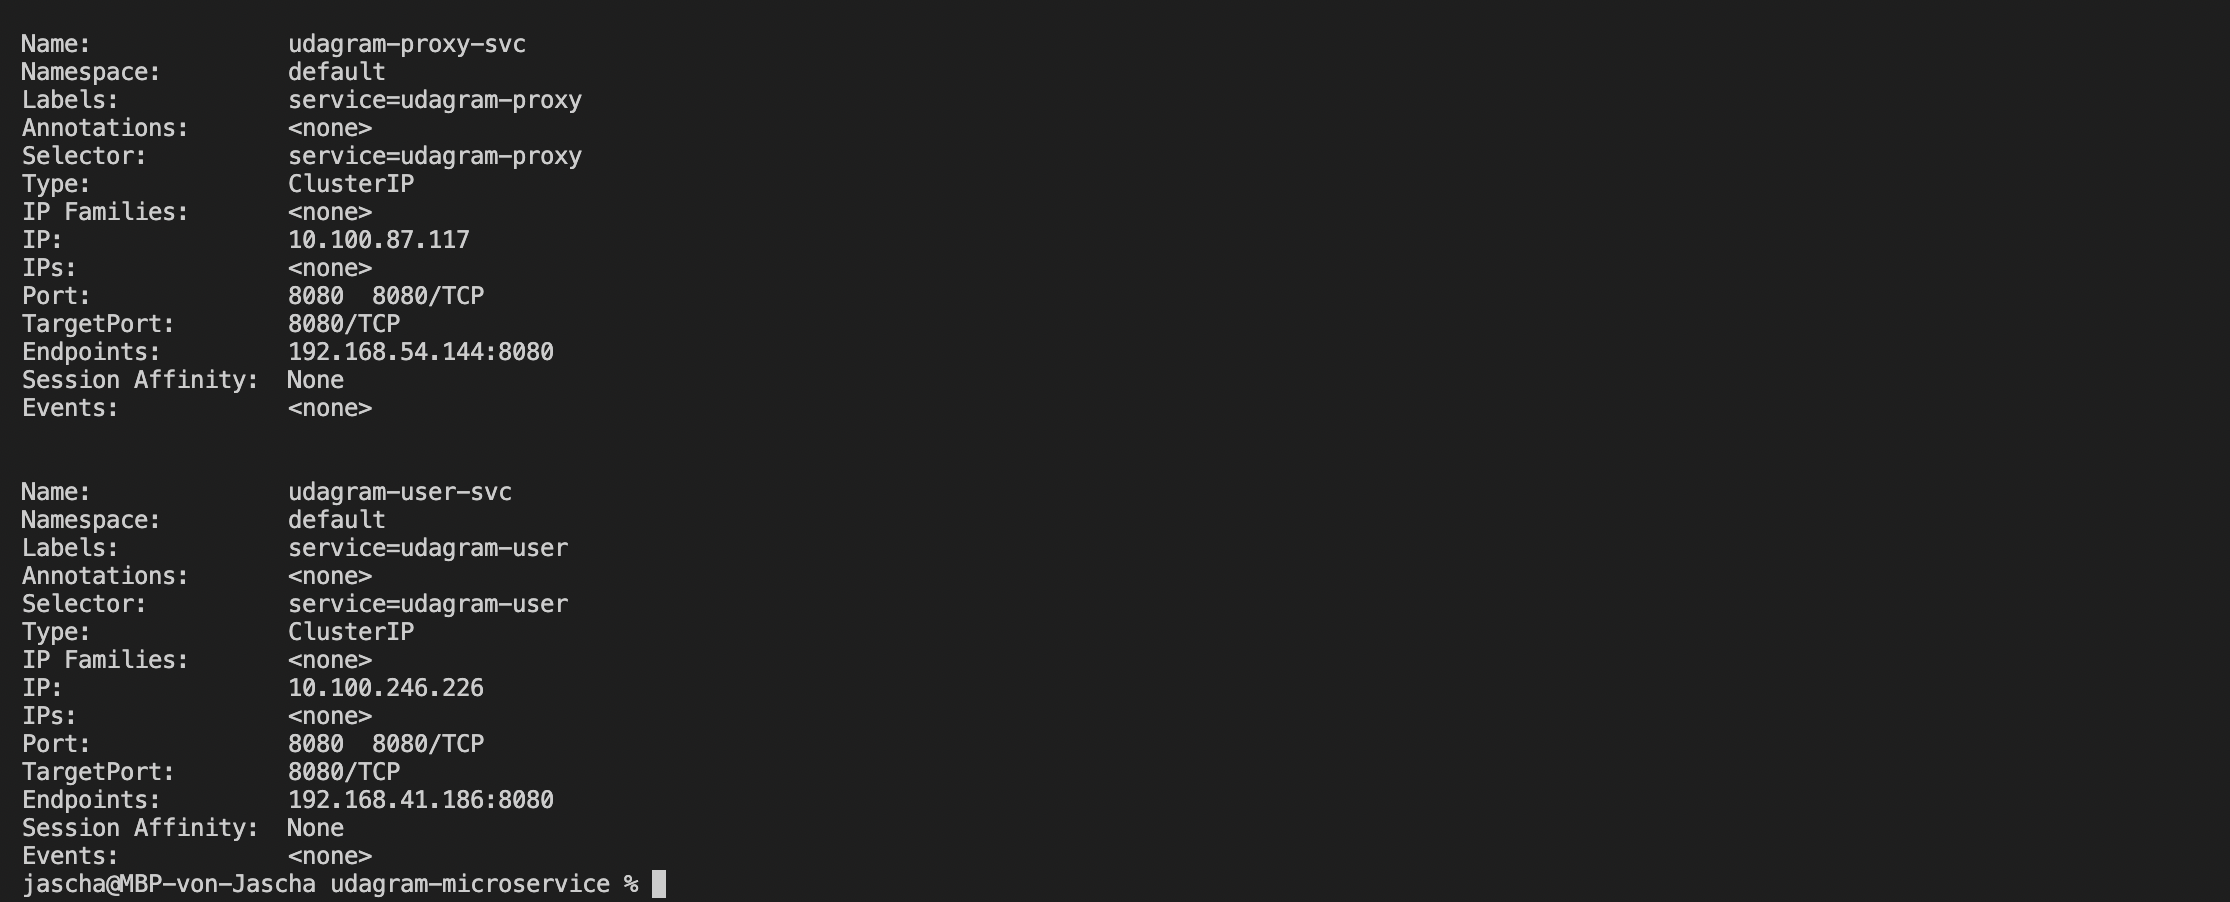 Name:              udagram-proxy-svc
Namespace:         default
Labels:            service=udagram-proxy
Annotations:       <none>
Selector:          service=udagram-proxy
Type:              ClusterIP
IP Families:       <none>
IP:                10.100.87.117
IPs:               <none>
Port:              8080  8080/TCP
TargetPort:        8080/TCP
Endpoints:         192.168.54.144:8080
Session Affinity:  None
Events:            <none>
Name:              udagram-user-svc
Namespace:         default
Labels:            service=udagram-user
Annotations:       <none>
Selector:          service=udagram-user
Type:              ClusterIP
IP Families:       <none>
IP:                10.100.246.226
IPs:               <none>
Port:              8080  8080/TCP
TargetPort:        8080/TCP
Endpoints:         192.168.41.186:8080
Session Affinity:  None
Events:            <none>
jascha@MBP-von-Jascha udagram-microservice %